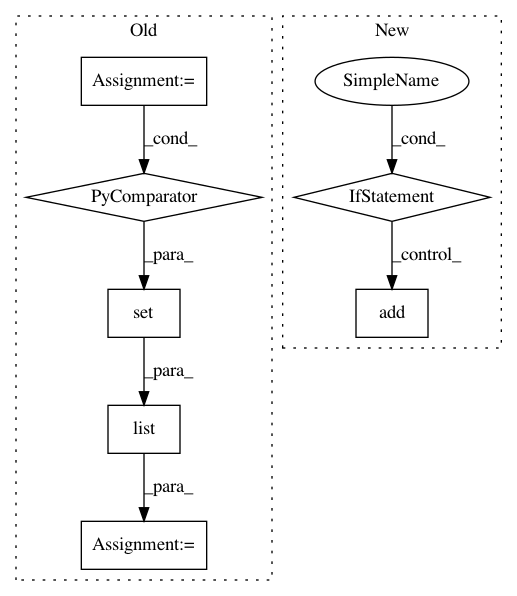 Old
New
Assignment:=
SimpleName
_cond_
_cond_
PyComparator
IfStatement
_para_
_control_
set
add
_para_
list
_para_
Assignment:=